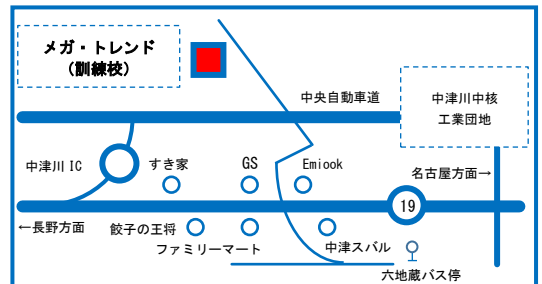 メガ・トレンド
(訓練校)
中央自動車道
中津川中核
工業団地
中津川 IC
すき家
GS
Emiook
名古屋方面→
19
←長野方面
餃子の王将
ファミリーマート
中津スバル
六地蔵バス停